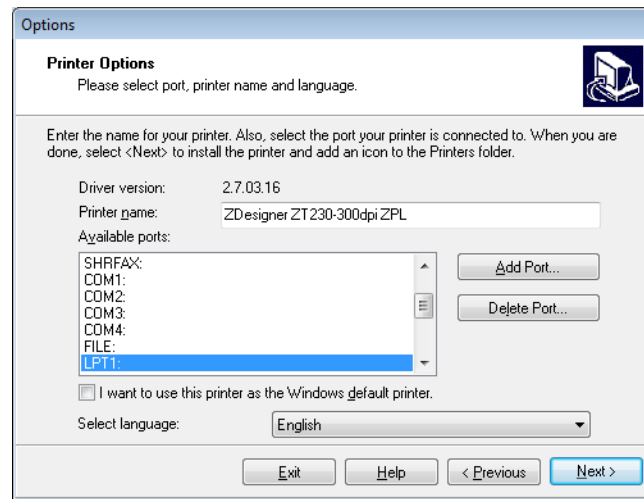 Options
Printer Options
Please select port, printer name and language.
Enter the name for your printer. Also, select the port your printer is connected to. When you are
done, select <Next> to install the printer and add an icon to the Printers folder.
Driver version: 2.7.03.16
Printer name: ZDesigner ZT230-300dpi ZPL
Available ports:
SHRFAX:
COM1:
COM2:
COM3:
COM4:
FILE:
LPT1:
Add Port...
Delete Port...
I want to use this printer as the Windows default printer.
Select language: English
Exit Help < Previous Next >